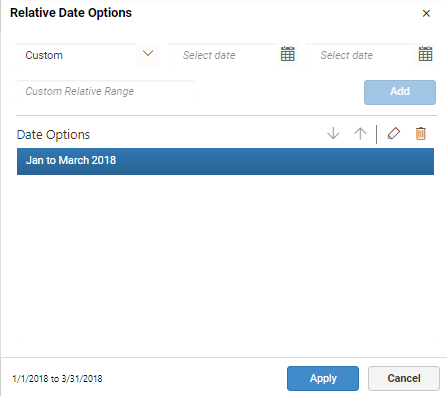 Relative Date Options
Custom Select date Select date
Custom Relative Range Add
Date Options
Jan to March 2018
1/1/2018 to 3/31/2018 Apply Cancel